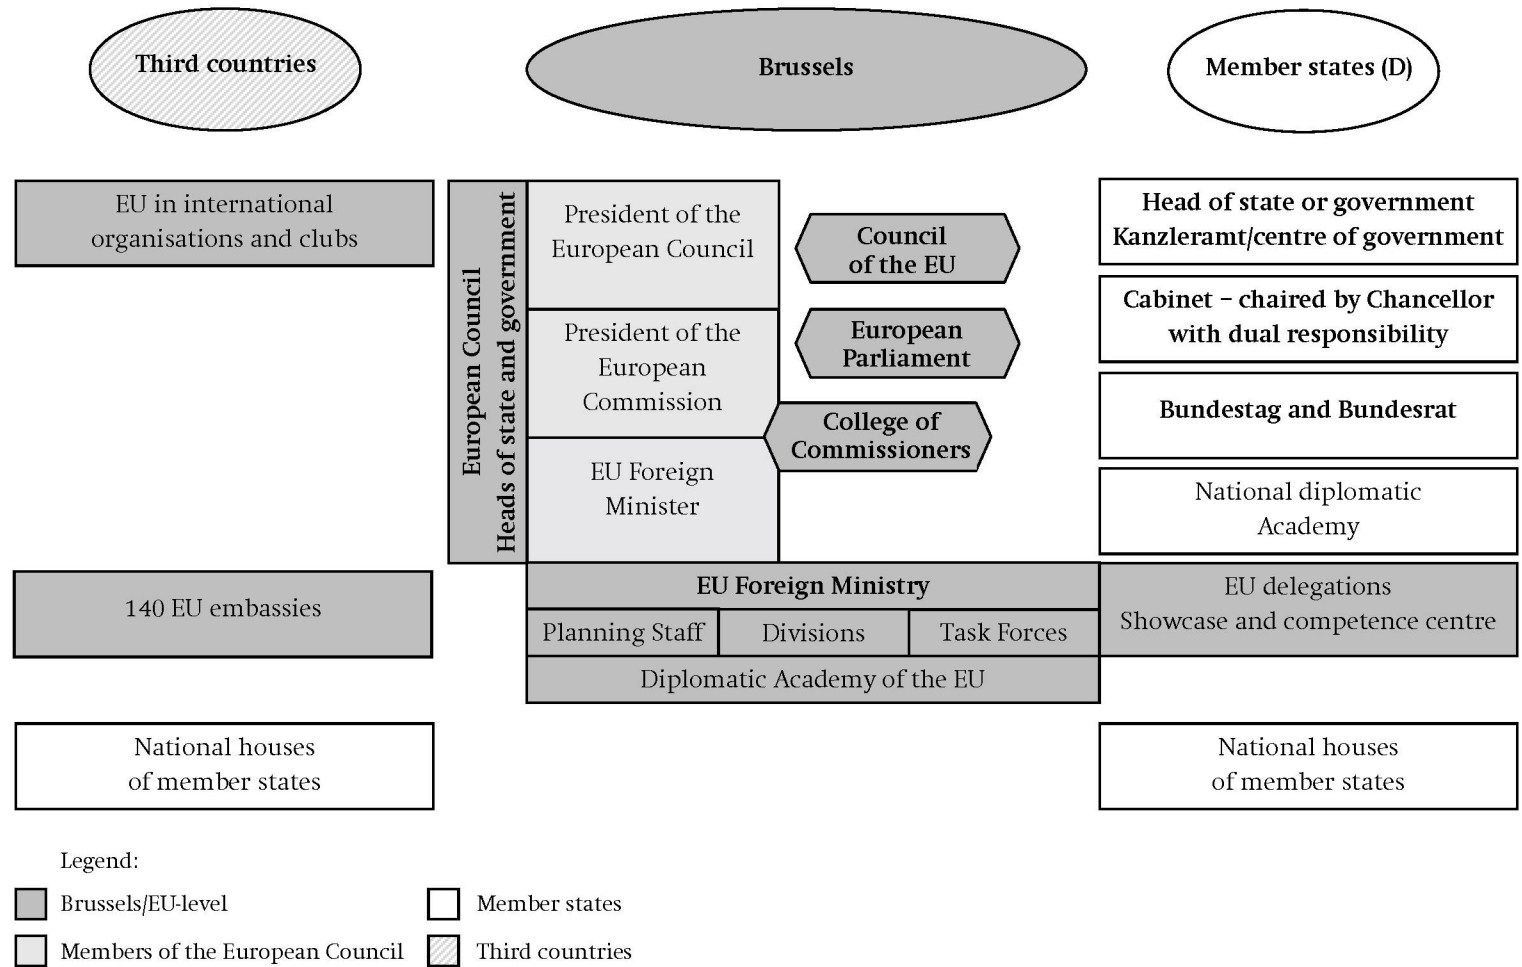 Third countries
Brussels
Member states (D)
EU in international
organisations and clubs
140 EU embassies
National houses
of member states
European Council
Heads of state and government
President of the
European Council
President of the
European
Commission
EU Foreign
Minister
Council
of the EU
European
Parliament
College of
Commissioners
EU Foreign Ministry
Planning Staff
Divisions
Task Forces
Diplomatic Academy of the EU
Head of state or government
Kanzleramt/centre of government
Cabinet – chaired by Chancellor
with dual responsibility
Bundestag and Bundesrat
National diplomatic
Academy
EU delegations
Showcase and competence centre
National houses
of member states
Legend:
Brussels/EU-level
Member states
Members of the European Council
Third countries